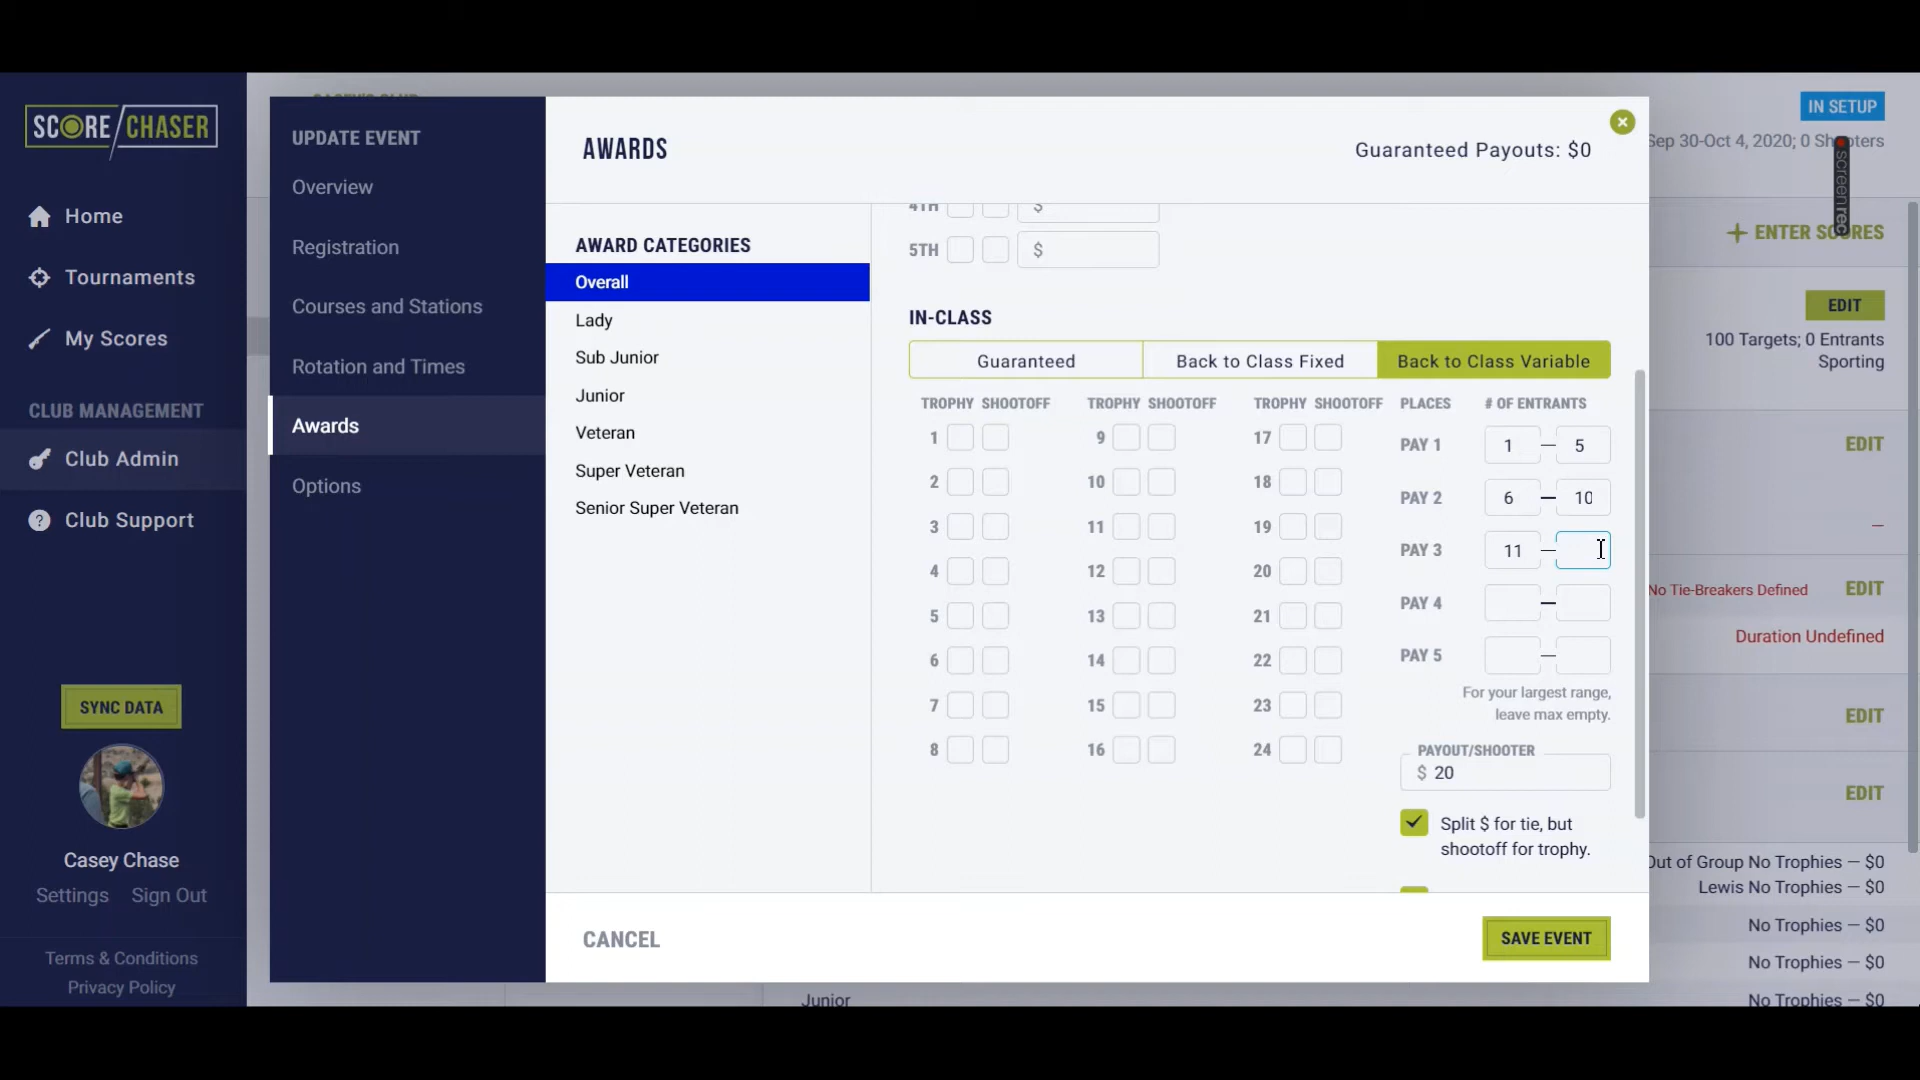 SCORE/CHASER
Home
Tournaments
My Scores
CLUB MANAGEMENT
Club Admin
Club Support
SYNC DATA
Casey Chase
Settings Sign Out
Terms & Conditions
Privacy Policy
UPDATE EVENT
Overview
Registration
Courses and Stations
Rotation and Times
Awards
Options
AWARDS
Guaranteed Payouts: $0
AWARD CATEGORIES
Overall
Lady
Sub Junior
Junior
Veteran
Super Veteran
Senior Super Veteran
4TH $
5TH $
IN-CLASS
Guaranteed Back to Class Fixed Back to Class Variable
TROPHY SHOOTOFF TROPHY SHOOTOFF TROPHY SHOOTOFF PLACES # OF ENTRANTS
1 9 17
2 10 18
3 11 19
4 12 20
5 13 21
6 14 22
7 15 23
8 16 24
PAY 1 1 — 5
PAY 2 6 — 10
PAY 3 11 —
PAY 4 —
PAY 5 —
For your largest range,
leave max empty.
PAYOUT/SHOOTER
$ 20
Split $ for tie, but
shootoff for trophy.
CANCEL
SAVE EVENT
IN SETUP
Sep 30-Oct 4, 2020; 0 Shooters
screenrec
+ ENTER SCORES
EDIT
100 Targets; 0 Entrants
Sporting
EDIT
—
No Tie-Breakers Defined EDIT
Duration Undefined
EDIT
EDIT
Out of Group No Trophies — $0
Lewis No Trophies — $0
No Trophies — $0
No Trophies — $0
Junior No Trophies — $0